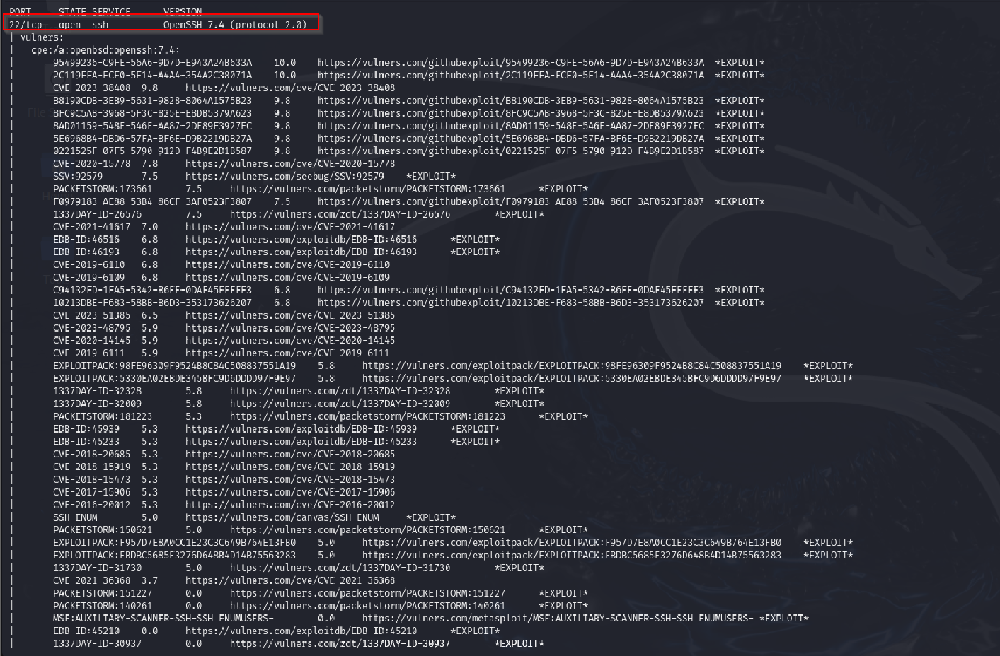 PORT STATE SERVICE VERSION
22/tcp open ssh OpenSSH 7.4 (protocol 2.0)
| vulners:
| cpe:/a:openbsd:openssh:7.4:
| 95499236-C9FE-56A6-9D7D-E943A24B633A 10.0 https://vulners.com/githubexploit/95499236-C9FE-56A6-9D7D-E943A24B633A *EXPLOIT*
| 2C119FFA-ECE0-5E14-A4A4-354A2C38071A 10.0 https://vulners.com/githubexploit/2C119FFA-ECE0-5E14-A4A4-354A2C38071A *EXPLOIT*
| CVE-2023-38408 9.8 https://vulners.com/cve/CVE-2023-38408
| B8190CDB-3EB9-5631-9828-8064A1575B23 9.8 https://vulners.com/githubexploit/B8190CDB-3EB9-5631-9828-8064A1575B23 *EXPLOIT*
| 8FC9C5AB-3968-5F3C-825E-E8DB5379A623 9.8 https://vulners.com/githubexploit/8FC9C5AB-3968-5F3C-825E-E8DB5379A623 *EXPLOIT*
| 8AD01159-548E-546E-AA87-2DE89F3927EC 9.8 https://vulners.com/githubexploit/8AD01159-548E-546E-AA87-2DE89F3927EC *EXPLOIT*
| 5E6968B4-DBD6-57FA-BF6E-D9B2219DB27A 9.8 https://vulners.com/githubexploit/5E6968B4-DBD6-57FA-BF6E-D9B2219DB27A *EXPLOIT*
| 0221525F-07F5-5790-912D-F4B9E2D1B587 9.8 https://vulners.com/githubexploit/0221525F-07F5-5790-912D-F4B9E2D1B587 *EXPLOIT*
| CVE-2020-15778 7.8 https://vulners.com/cve/CVE-2020-15778
| SSV:92579 7.5 https://vulners.com/seebug/SSV:92579 *EXPLOIT*
| PACKETSTORM:173661 7.5 https://vulners.com/packetstorm/PACKETSTORM:173661 *EXPLOIT*
| F0979183-AE88-53B4-86CF-3AF0523F3807 7.5 https://vulners.com/githubexploit/F0979183-AE88-53B4-86CF-3AF0523F3807 *EXPLOIT*
| 1337DAY-ID-26576 7.5 https://vulners.com/zdt/1337DAY-ID-26576 *EXPLOIT*
| CVE-2021-41617 7.0 https://vulners.com/cve/CVE-2021-41617
| EDB-ID:46516 6.8 https://vulners.com/exploitdb/EDB-ID:46516 *EXPLOIT*
| EDB-ID:46193 6.8 https://vulners.com/exploitdb/EDB-ID:46193 *EXPLOIT*
| CVE-2019-6110 6.8 https://vulners.com/cve/CVE-2019-6110
| CVE-2019-6109 6.8 https://vulners.com/cve/CVE-2019-6109
| C94132FD-1FA5-5342-B6EE-0DAF45EEFFE3 6.8 https://vulners.com/githubexploit/C94132FD-1FA5-5342-B6EE-0DAF45EEFFE3 *EXPLOIT*
| 10213DBE-F683-58BB-B6D3-353173626207 6.8 https://vulners.com/githubexploit/10213DBE-F683-58BB-B6D3-353173626207 *EXPLOIT*
| CVE-2023-51385 6.5 https://vulners.com/cve/CVE-2023-51385
| CVE-2023-48795 5.9 https://vulners.com/cve/CVE-2023-48795
| CVE-2020-14145 5.9 https://vulners.com/cve/CVE-2020-14145
| CVE-2019-6111 5.9 https://vulners.com/cve/CVE-2019-6111
| EXPLOITPACK:98FE96309F9524B8C84C508837551A19 5.8 https://vulners.com/exploitpack/EXPLOITPACK:98FE96309F9524B8C84C508837551A19 *EXPLOIT*
| EXPLOITPACK:5330EA02EBDE345BFC9D6DDDD97F9E97 5.8 https://vulners.com/exploitpack/EXPLOITPACK:5330EA02EBDE345BFC9D6DDDD97F9E97 *EXPLOIT*
| 1337DAY-ID-32328 5.8 https://vulners.com/zdt/1337DAY-ID-32328 *EXPLOIT*
| 1337DAY-ID-32009 5.8 https://vulners.com/zdt/1337DAY-ID-32009 *EXPLOIT*
| PACKETSTORM:181223 5.3 https://vulners.com/packetstorm/PACKETSTORM:181223 *EXPLOIT*
| EDB-ID:45939 5.3 https://vulners.com/exploitdb/EDB-ID:45939 *EXPLOIT*
| EDB-ID:45233 5.3 https://vulners.com/exploitdb/EDB-ID:45233 *EXPLOIT*
| CVE-2018-20685 5.3 https://vulners.com/cve/CVE-2018-20685
| CVE-2018-15919 5.3 https://vulners.com/cve/CVE-2018-15919
| CVE-2018-15473 5.3 https://vulners.com/cve/CVE-2018-15473
| CVE-2017-15906 5.3 https://vulners.com/cve/CVE-2017-15906
| CVE-2016-20012 5.3 https://vulners.com/cve/CVE-2016-20012
| SSH_ENUM 5.0 https://vulners.com/canvas/SSH_ENUM *EXPLOIT*
| PACKETSTORM:150621 5.0 https://vulners.com/packetstorm/PACKETSTORM:150621 *EXPLOIT*
| EXPLOITPACK:F957D7E8A0CC1E23C3C649B764E13FB0 5.0 https://vulners.com/exploitpack/EXPLOITPACK:F957D7E8A0CC1E23C3C649B764E13FB0 *EXPLOIT*
| EXPLOITPACK:EBDBC5685E3276D648B4D14B75563283 5.0 https://vulners.com/exploitpack/EXPLOITPACK:EBDBC5685E3276D648B4D14B75563283 *EXPLOIT*
| 1337DAY-ID-31730 5.0 https://vulners.com/zdt/1337DAY-ID-31730 *EXPLOIT*
| CVE-2021-36368 3.7 https://vulners.com/cve/CVE-2021-36368
| PACKETSTORM:151227 0.0 https://vulners.com/packetstorm/PACKETSTORM:151227 *EXPLOIT*
| PACKETSTORM:140261 0.0 https://vulners.com/packetstorm/PACKETSTORM:140261 *EXPLOIT*
| MSF:AUXILIARY-SCANNER-SSH-SSH_ENUMUSERS- 0.0 https://vulners.com/metasploit/MSF:AUXILIARY-SCANNER-SSH-SSH_ENUMUSERS- *EXPLOIT*
| EDB-ID:45210 0.0 https://vulners.com/exploitdb/EDB-ID:45210 *EXPLOIT*
|_ 1337DAY-ID-30937 0.0 https://vulners.com/zdt/1337DAY-ID-30937 *EXPLOIT*